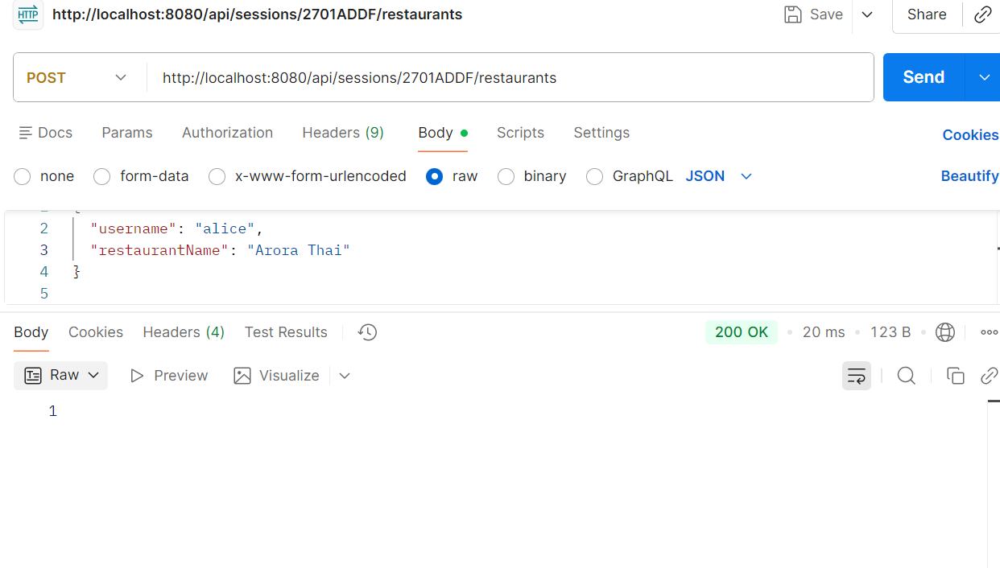 HTTP http://localhost:8080/api/sessions/2701ADDF/restaurants Save Share
POST http://localhost:8080/api/sessions/2701ADDF/restaurants Send
Docs Params Authorization Headers (9) Body Scripts Settings Cookies
none form-data x-www-form-urlencoded raw binary GraphQL JSON Beautify
2 "username": "alice",
3 "restaurantName": "Arora Thai"
4 }
5
Body Cookies Headers (4) Test Results 200 OK 20 ms 123 B
Raw Preview Visualize
1